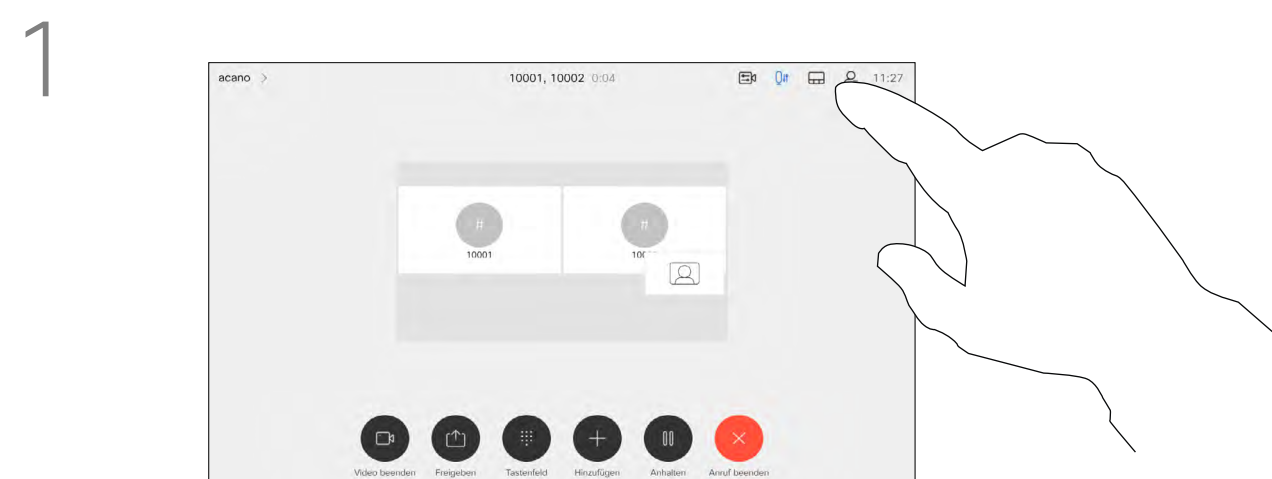 1
acano >
10001, 10002 0:04
11:27
#
#
10001
Video beenden
Freigeben
Tastenfeld
Hinzufügen
Anhalten
Anruf beenden